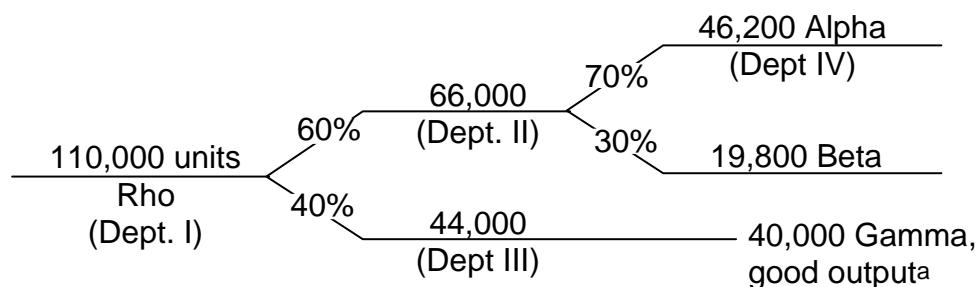 46,200 Alpha
(Dept IV)
70%
66,000
(Dept. II)
60%
30%
110,000 units
19,800 Beta
Rho
(Dept. I)
40%
44,000
(Dept III)
40,000 Gamma,
good outputa